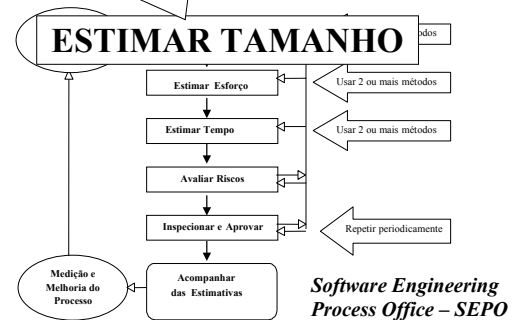 ESTIMAR TAMANHO
Estimar Esforço
Usar 2 ou mais métodos
Estimar Tempo
Usar 2 ou mais métodos
Avaliar Riscos
Inspecionar e Aprovar
Repetir periodicamente
Medição e
Melhoria do
Processo
Acompanhar
das Estimativas
Software Engineering
Process Office – SEPO